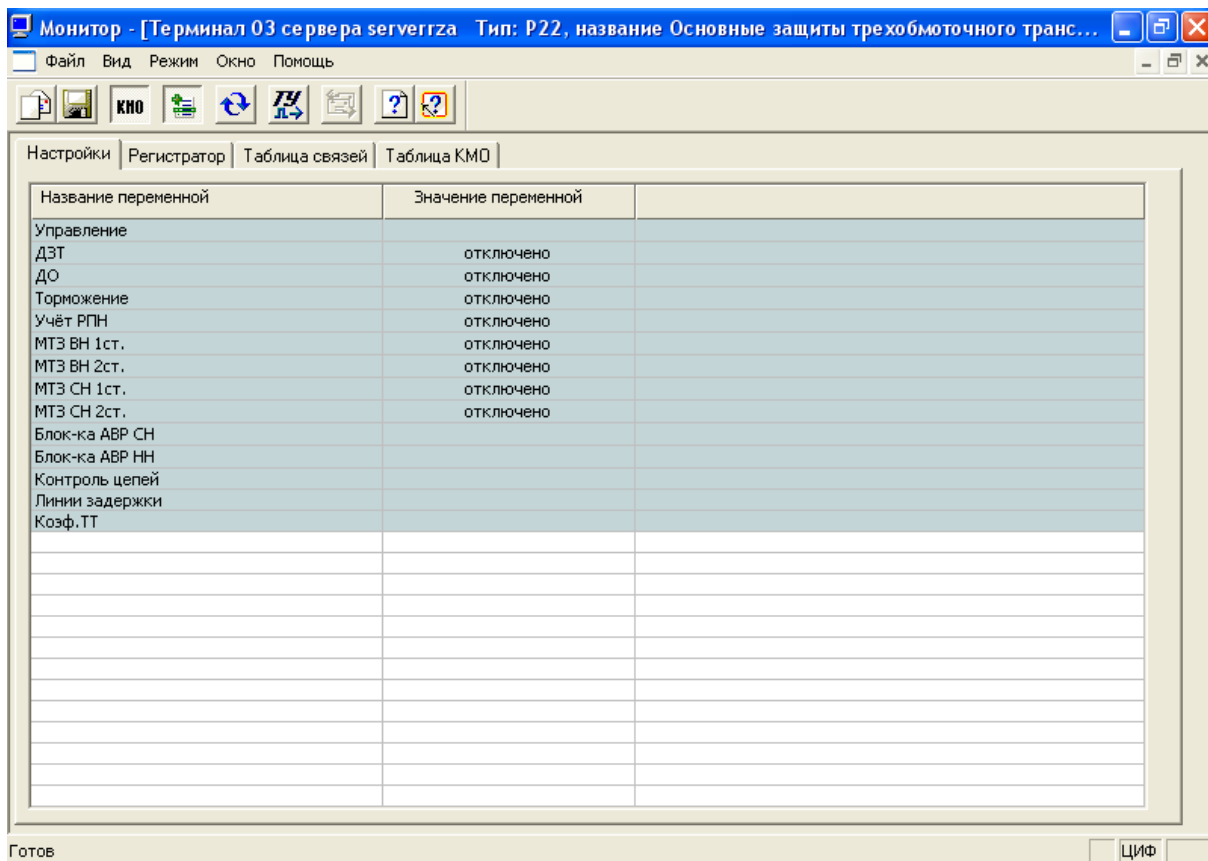 Монитор - [Терминал 03 сервера serverrza Тип: P22, название Основные защиты трехобмоточного транс...
Файл Вид Режим Окно Помощь
КНО ТУ
Настройки Регистратор Таблица связей Таблица КМО
Название переменной Значение переменной
Управление
ДЗТ отключено
ДО отключено
Торможение отключено
Учёт РПН отключено
МТЗ ВН 1ст. отключено
МТЗ ВН 2ст. отключено
МТЗ СН 1ст. отключено
МТЗ СН 2ст. отключено
Блок-ка АВР СН
Блок-ка АВР НН
Контроль цепей
Линии задержки
Коэф.ТТ
Готов ЦИФ